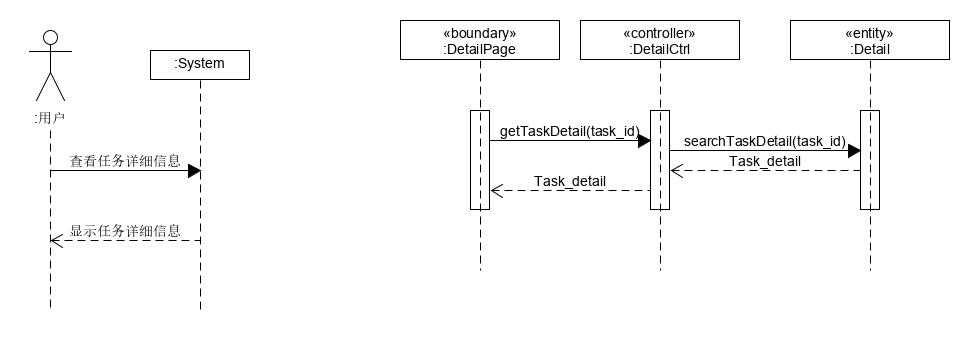 :用户
:System
查看任务详细信息
显示任务详细信息
«boundary»
:DetailPage
«controller»
:DetailCtrl
«entity»
:Detail
getTaskDetail(task_id)
searchTaskDetail(task_id)
Task_detail
Task_detail